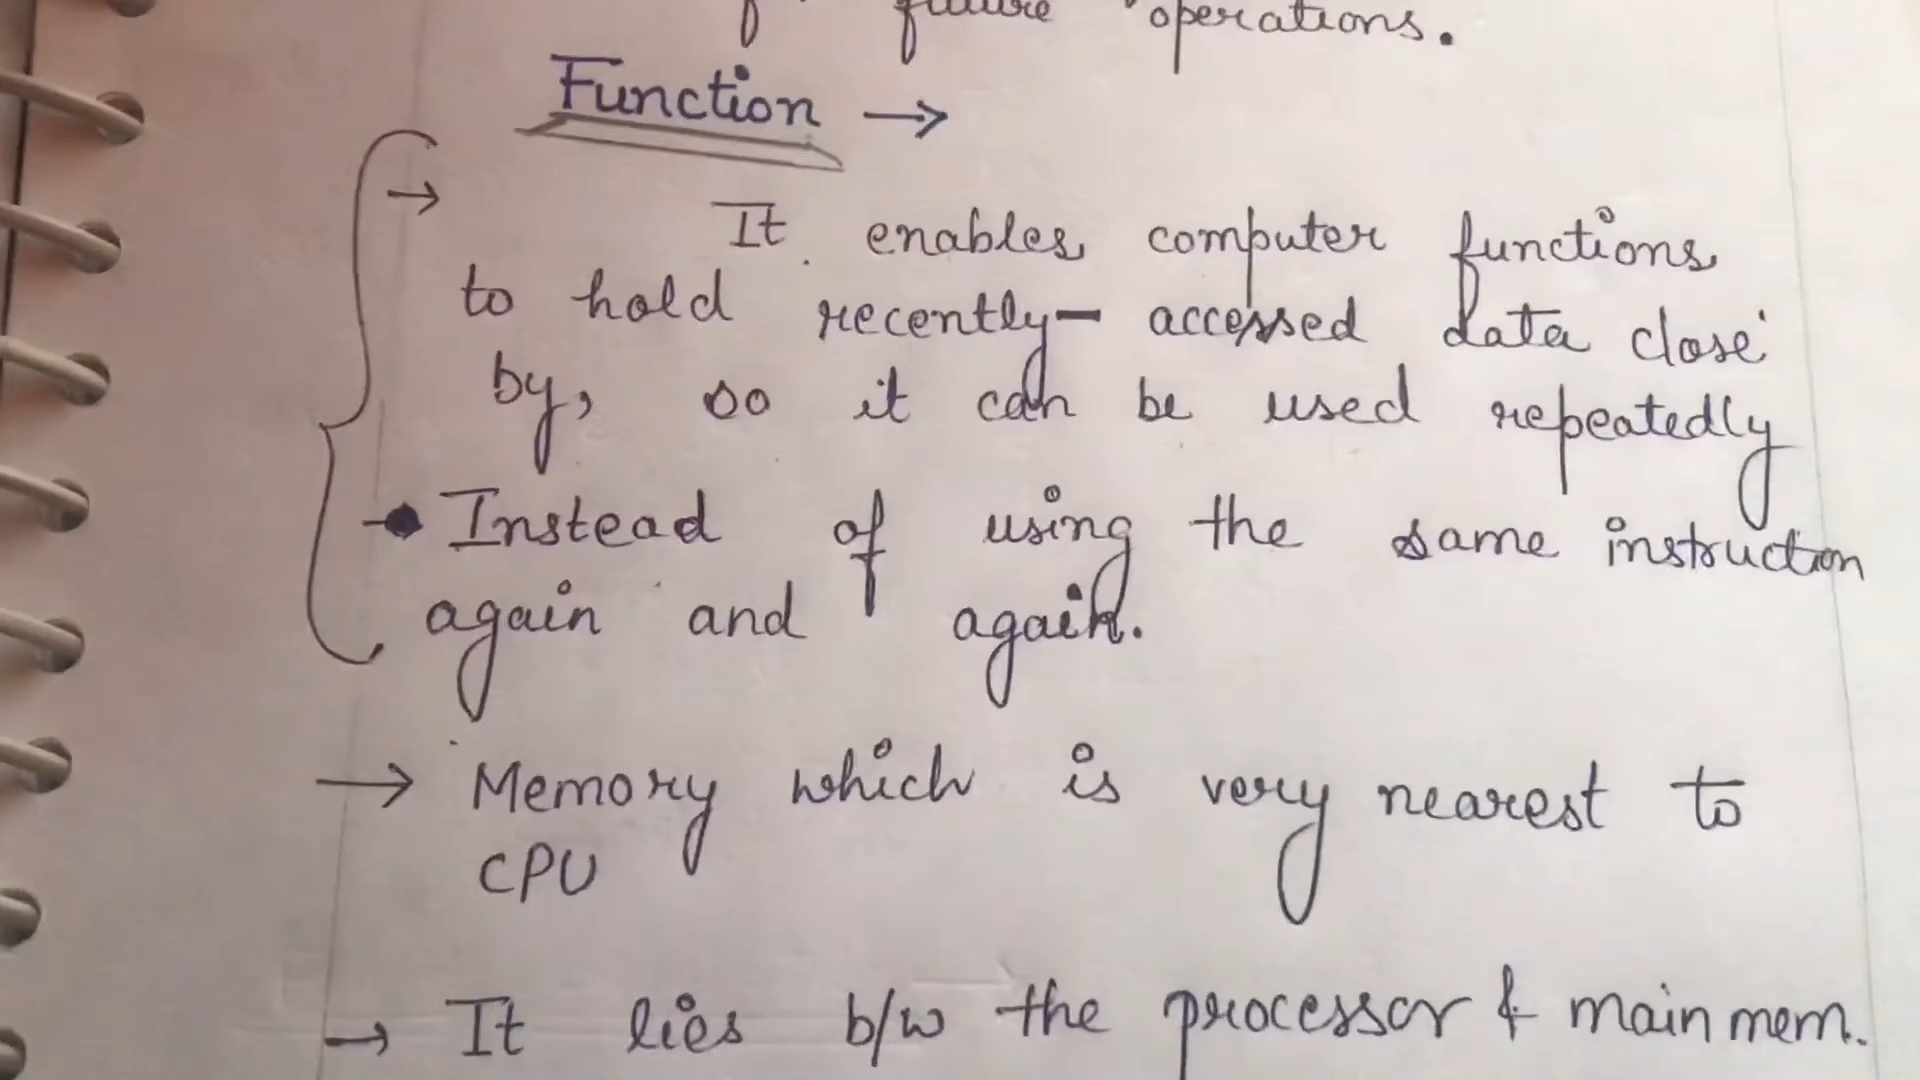 future operations.
Function →
→
It enables computer functions
to hold recently- accessed data close
by, so it can be used repeatedly
Instead of using the same instruction
again and again.
→ Memory which is very nearest to
CPU
→ It lies b/w the processor & main mem.